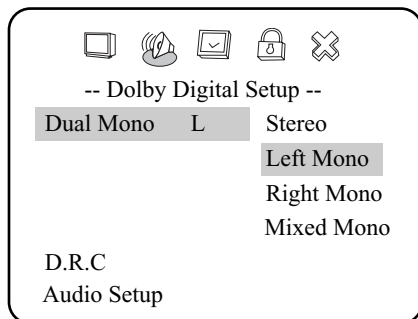 -- Dolby Digital Setup --
Dual Mono L Stereo
Left Mono
Right Mono
Mixed Mono
D.R.C
Audio Setup